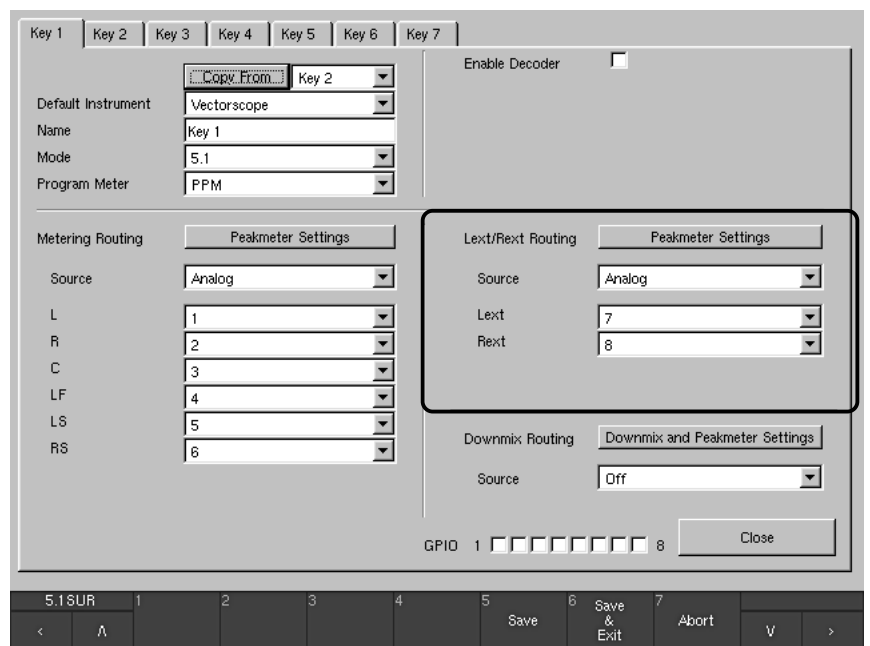 Key 1 Key 2 Key 3 Key 4 Key 5 Key 6 Key 7
Copy From Key 2
Default Instrument Vectorscope
Name Key 1
Mode 5.1
Program Meter PPM
Enable Decoder
Metering Routing Peakmeter Settings
Source Analog
L 1
R 2
C 3
LF 4
LS 5
RS 6
Lext/Rext Routing Peakmeter Settings
Source Analog
Lext 7
Rext 8
Downmix Routing Downmix and Peakmeter Settings
Source Off
GPIO 1 8 Close
5.1SUR 1 2 3 4 5 6 7
< Λ Save Save & Exit Abort V >